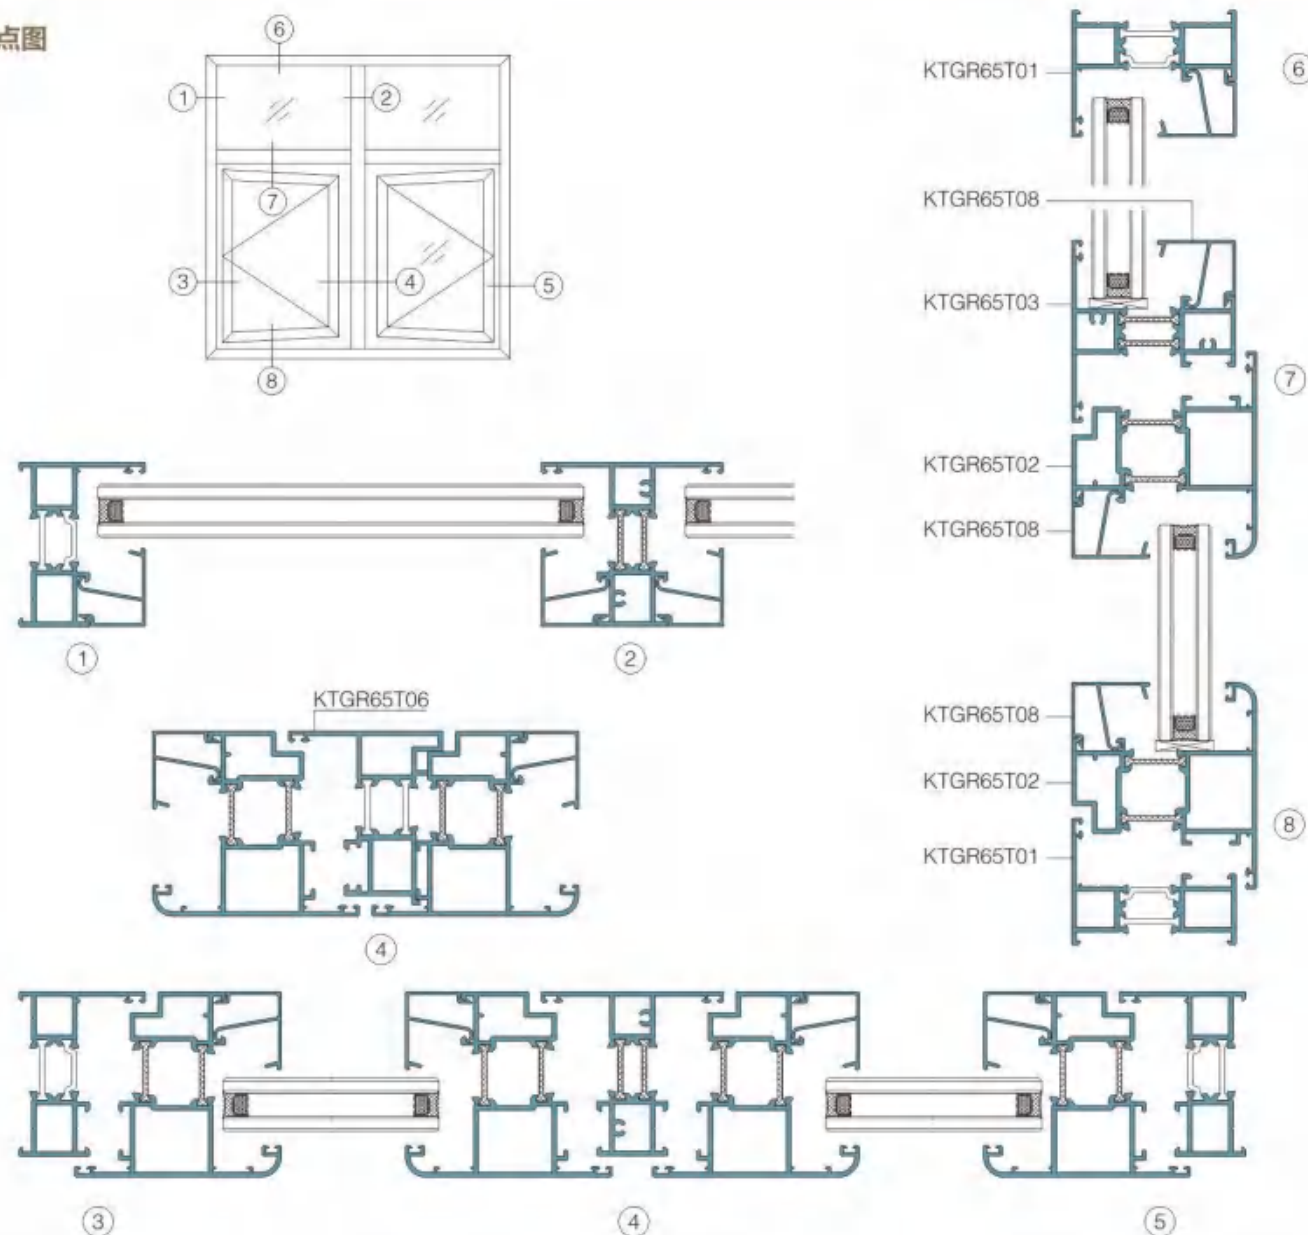 点图
⑥
① ②
⑦
③ ④ ⑤
⑧
① ②
KTGR65T06
④
③ ④ ⑤
KTGR65T01
⑥
KTGR65T08
KTGR65T03
⑦
KTGR65T02
KTGR65T08
KTGR65T08
KTGR65T02
⑧
KTGR65T01